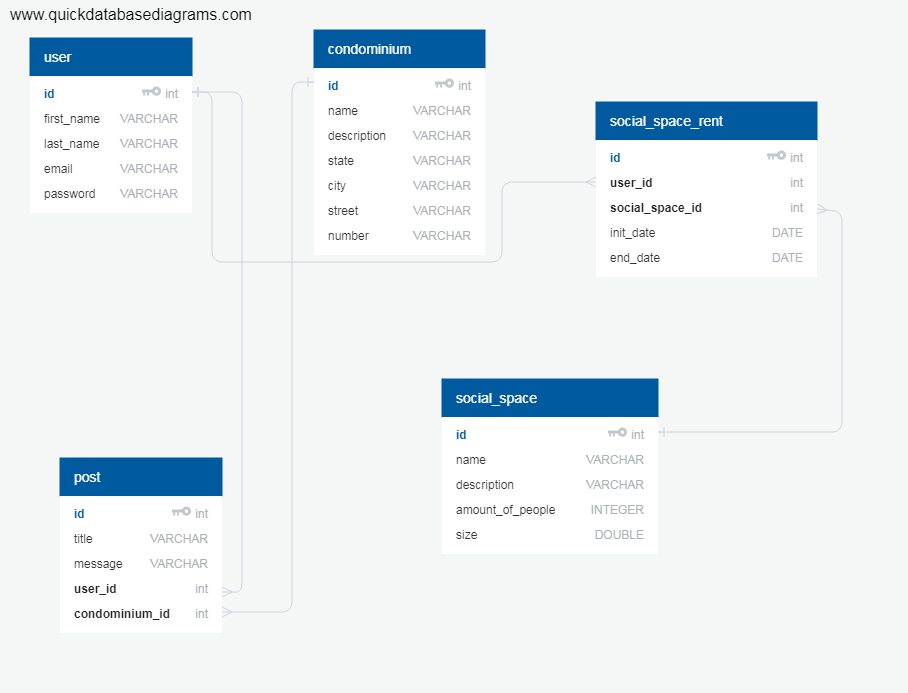 www.quickdatabasediagrams.com
user
id int
first_name VARCHAR
last_name VARCHAR
email VARCHAR
password VARCHAR
condominium
id int
name VARCHAR
description VARCHAR
state VARCHAR
city VARCHAR
street VARCHAR
number VARCHAR
social_space_rent
id int
user_id int
social_space_id int
init_date DATE
end_date DATE
social_space
id int
name VARCHAR
description VARCHAR
amount_of_people INTEGER
size DOUBLE
post
id int
title VARCHAR
message VARCHAR
user_id int
condominium_id int